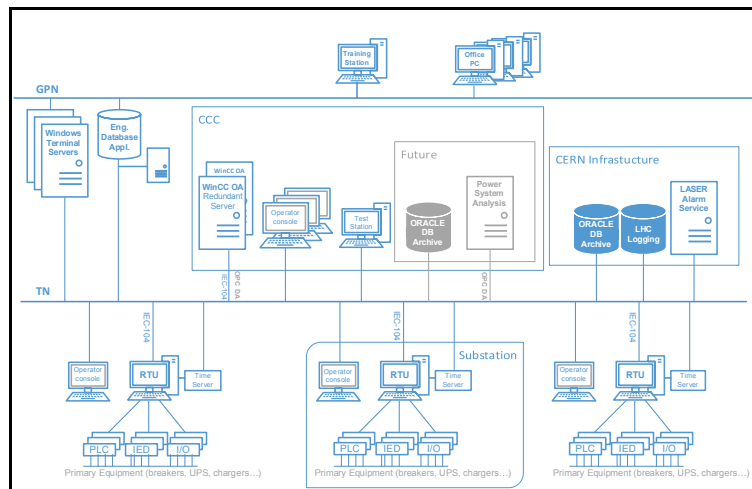 Training
Station
Office
PC
GPN
CCC
Windows
Terminal
Servers
Eng.
Database
Appl.
WinCC OA
WinCC OA
Redundant
Server
Operator
console
Test
Station
Future
ORACLE
DB
Archive
Power
System
Analysis
CERN Infrastucture
ORACLE
DB
Archive
LHC
Logging
LASER
Alarm
Service
IEC-104
OPC DA
OPC DA
TN
IEC-104
IEC-104
IEC-104
Operator
console
RTU
Time
Server
PLC
IED
I/O
Primary Equipment (breakers, UPS, chargers...)
Substation
Operator
console
RTU
Time
Server
PLC
IED
I/O
Primary Equipment (breakers, UPS, chargers...)
Operator
console
RTU
Time
Server
PLC
IED
I/O
Primary Equipment (breakers, UPS, chargers...)